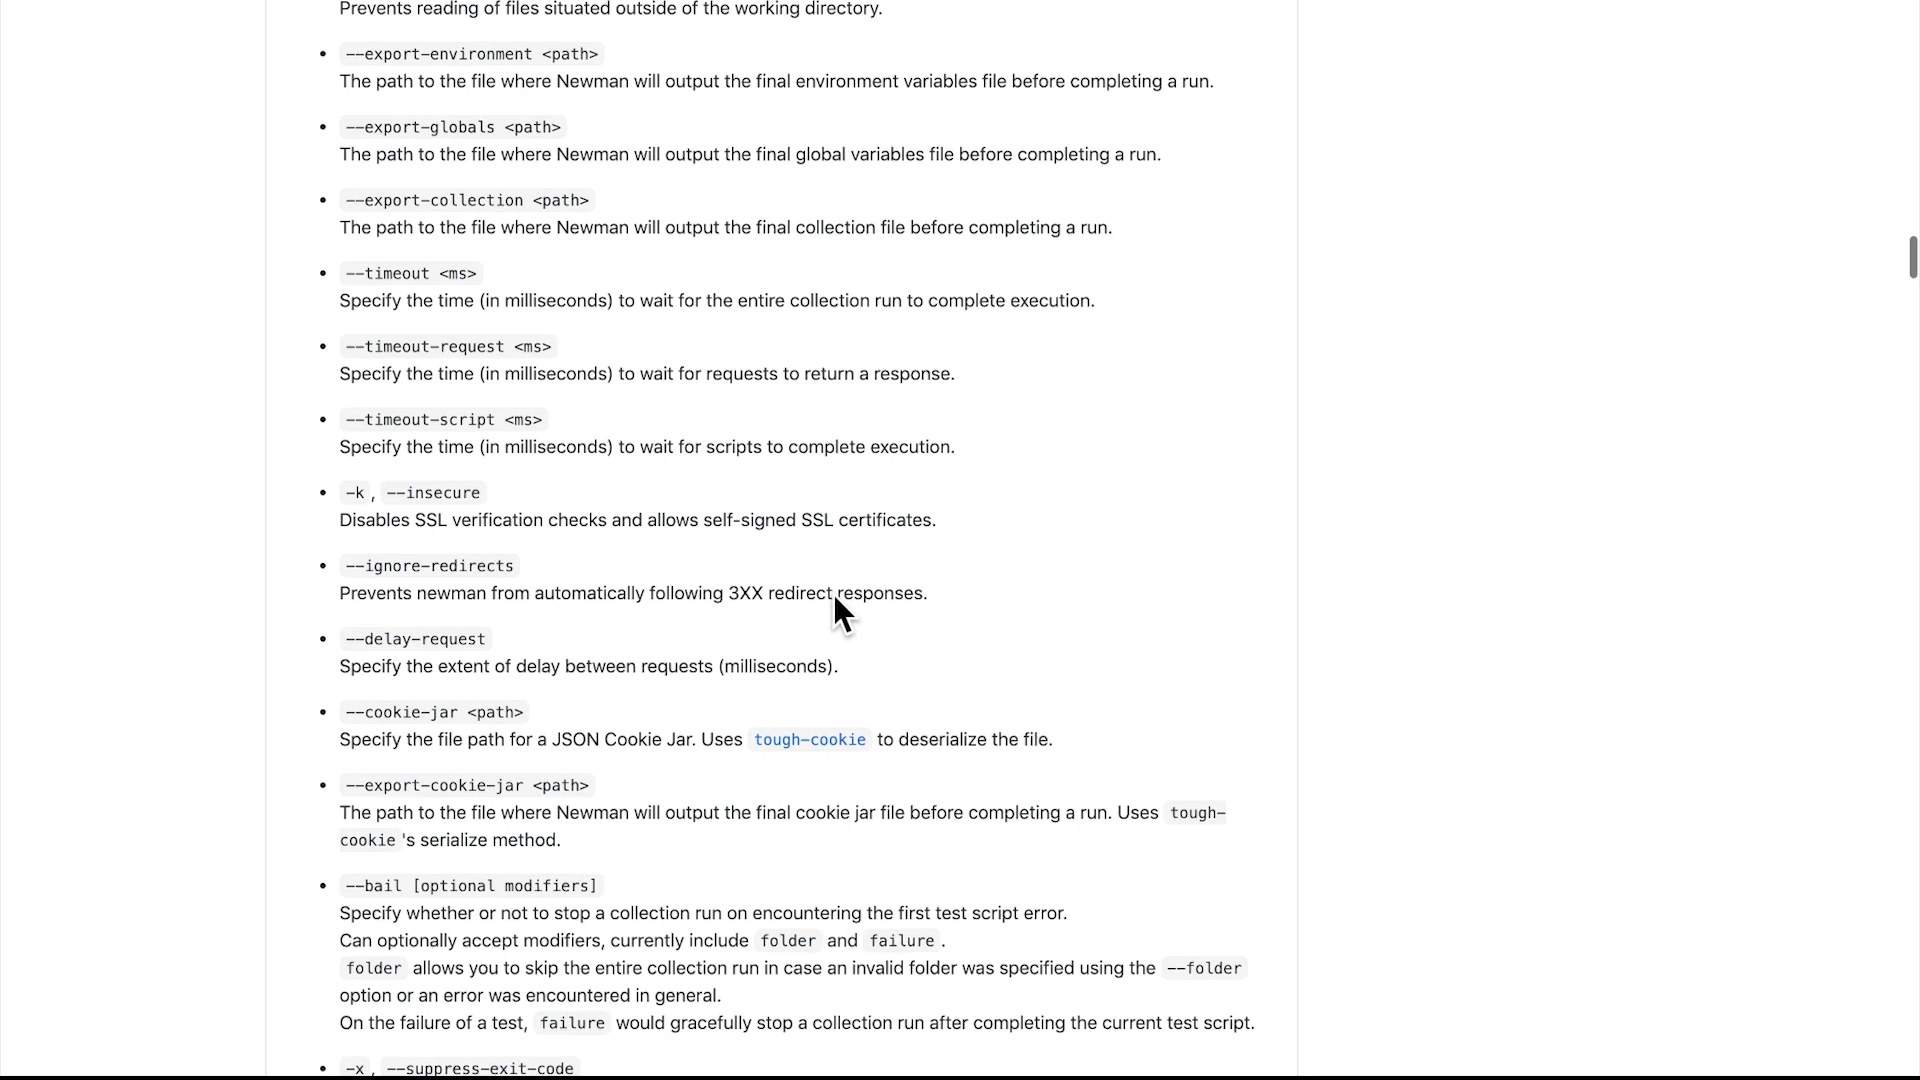 Prevents reading of files situated outside of the working directory.
• --export-environment <path>
The path to the file where Newman will output the final environment variables file before completing a run.
• --export-globals <path>
The path to the file where Newman will output the final global variables file before completing a run.
• --export-collection <path>
The path to the file where Newman will output the final collection file before completing a run.
• --timeout <ms>
Specify the time (in milliseconds) to wait for the entire collection run to complete execution.
• --timeout-request <ms>
Specify the time (in milliseconds) to wait for requests to return a response.
• --timeout-script <ms>
Specify the time (in milliseconds) to wait for scripts to complete execution.
• -k , --insecure
Disables SSL verification checks and allows self-signed SSL certificates.
• --ignore-redirects
Prevents newman from automatically following 3XX redirect responses.
• --delay-request
Specify the extent of delay between requests (milliseconds).
• --cookie-jar <path>
Specify the file path for a JSON Cookie Jar. Uses tough-cookie to deserialize the file.
• --export-cookie-jar <path>
The path to the file where Newman will output the final cookie jar file before completing a run. Uses tough-
cookie 's serialize method.
• --bail [optional modifiers]
Specify whether or not to stop a collection run on encountering the first test script error.
Can optionally accept modifiers, currently include folder and failure .
folder allows you to skip the entire collection run in case an invalid folder was specified using the --folder
option or an error was encountered in general.
On the failure of a test, failure would gracefully stop a collection run after completing the current test script.
• -x , --suppress-exit-code